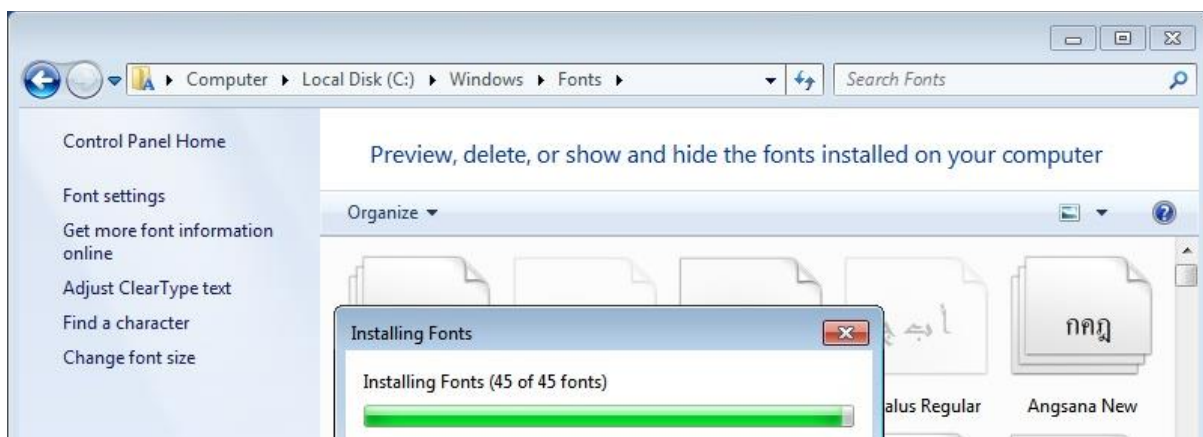 Computer ▸ Local Disk (C:) ▸ Windows ▸ Fonts ▸
Search Fonts
Control Panel Home
Font settings
Get more font information
online
Adjust ClearType text
Find a character
Change font size
Preview, delete, or show and hide the fonts installed on your computer
Organize
กคฎ
Installing Fonts
Installing Fonts (45 of 45 fonts)
alus Regular
Angsana New